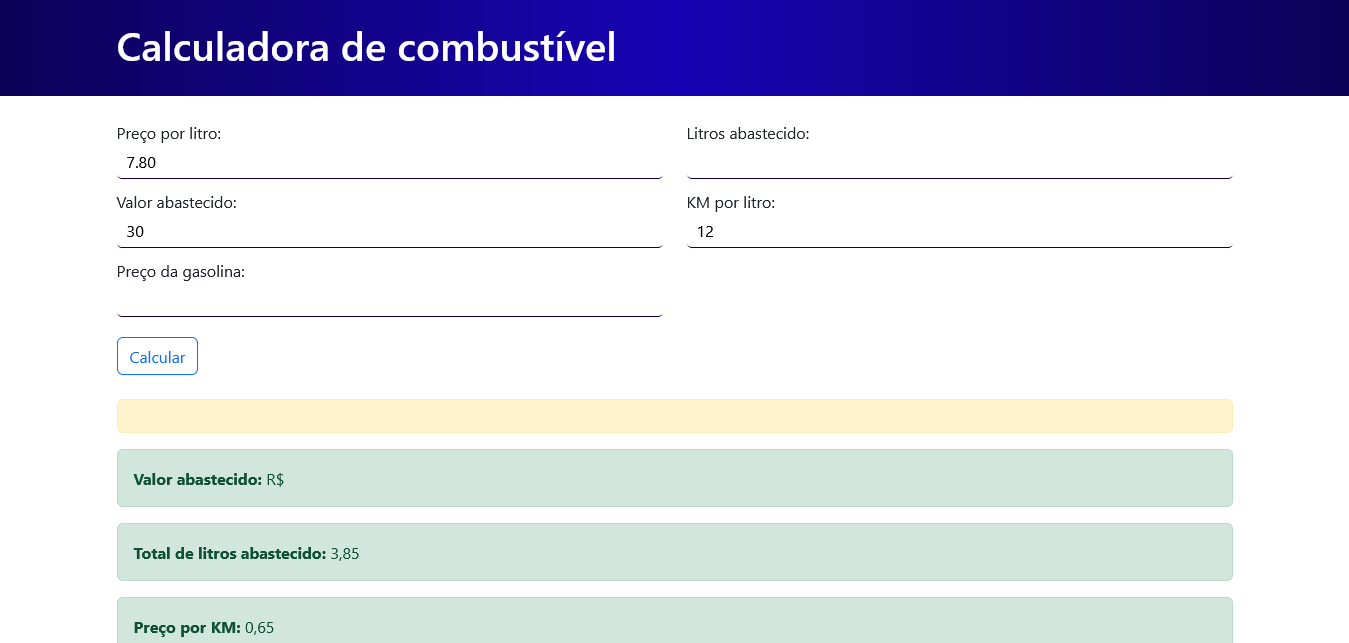 Calculadora de combustível
Preço por litro:
7.80
Litros abastecido:
Valor abastecido:
30
KM por litro:
12
Preço da gasolina:
Calcular
Valor abastecido: R$
Total de litros abastecido: 3,85
Preço por KM: 0,65